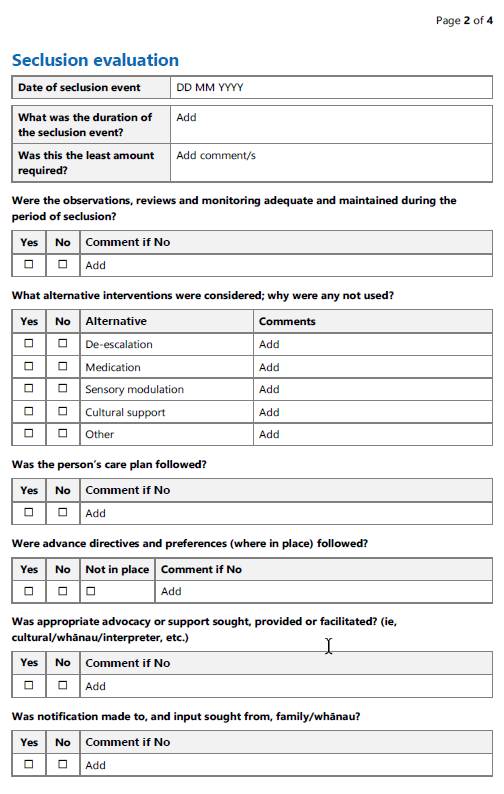 Page 2 of 4
Seclusion evaluation
Date of seclusion event DD MM YYYY
What was the duration of Add
the seclusion event?
Was this the least amount Add comment/s
required?
Were the observations, reviews and monitoring adequate and maintained during the
period of seclusion?
Yes No Comment if No
☐ ☐ Add
What alternative interventions were considered; why were any not used?
Yes No Alternative Comments
☐ ☐ De-escalation Add
☐ ☐ Medication Add
☐ ☐ Sensory modulation Add
☐ ☐ Cultural support Add
☐ ☐ Other Add
Was the person's care plan followed?
Yes No Comment if No
☐ ☐ Add
Were advance directives and preferences (where in place) followed?
Yes No Not in place Comment if No
☐ ☐ ☐ Add
Was appropriate advocacy or support sought, provided or facilitated? (ie,
cultural/whānau/interpreter, etc.)
Yes No Comment if No
☐ ☐ Add
Was notification made to, and input sought from, family/whānau?
Yes No Comment if No
☐ ☐ Add